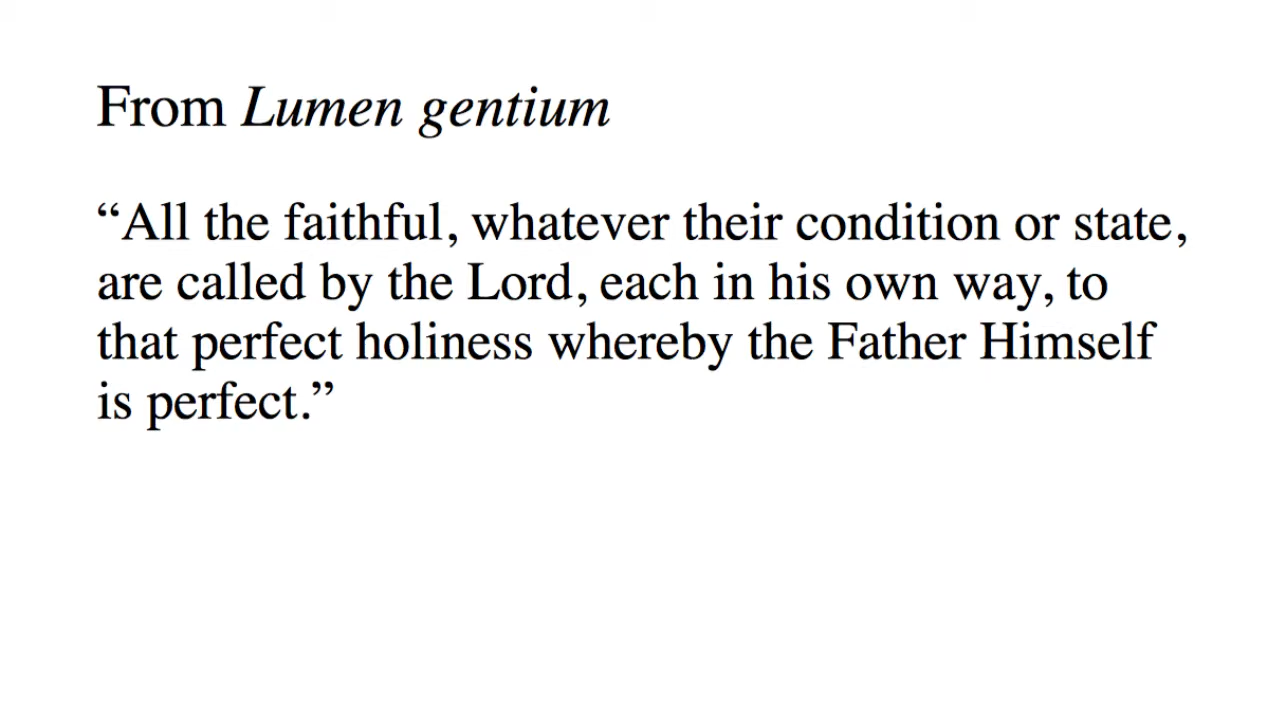 From Lumen gentium
“All the faithful, whatever their condition or state,
are called by the Lord, each in his own way, to
that perfect holiness whereby the Father Himself
is perfect.”